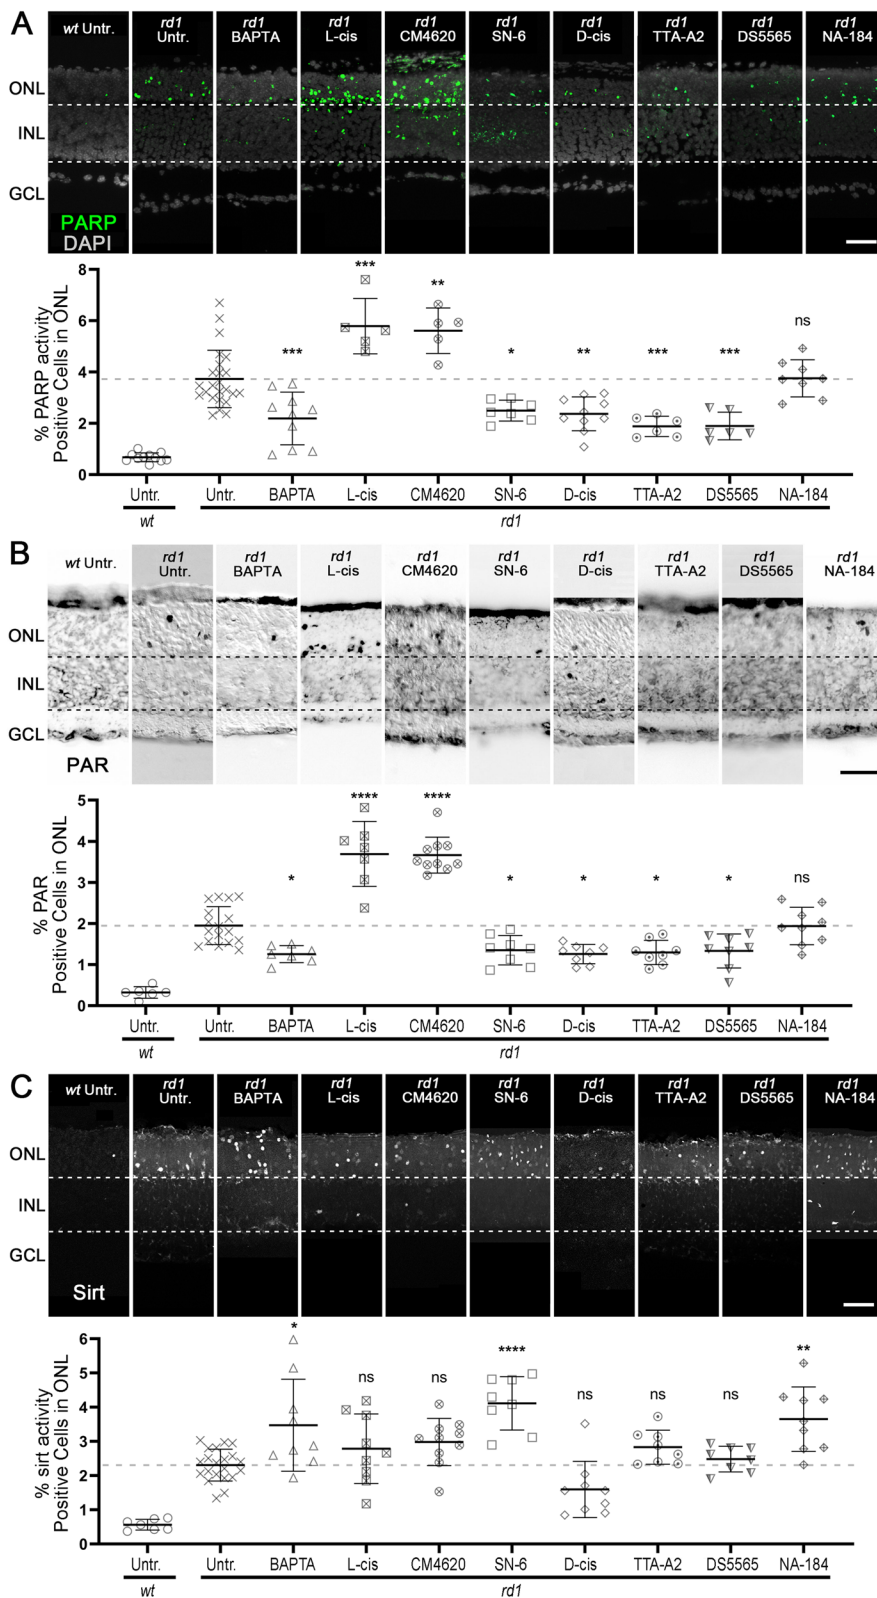 A
wt Untr.
rd1 Untr.
rd1 BAPTA
rd1 L-cis
rd1 CM4620
rd1 SN-6
rd1 D-cis
rd1 TTA-A2
rd1 DS5565
rd1 NA-184
ONL
INL
GCL
PARP
DAPI
% PARP activity
Positive Cells in ONL
8
6
4
2
0
*** *** ** * ** *** *** ns
Untr. Untr. BAPTA L-cis CM4620 SN-6 D-cis TTA-A2 DS5565 NA-184
wt rd1
B
wt Untr.
rd1 Untr.
rd1 BAPTA
rd1 L-cis
rd1 CM4620
rd1 SN-6
rd1 D-cis
rd1 TTA-A2
rd1 DS5565
rd1 NA-184
ONL
INL
GCL
PAR
% PAR
Positive Cells in ONL
5
4
3
2
1
0
* **** **** * * * * ns
Untr. Untr. BAPTA L-cis CM4620 SN-6 D-cis TTA-A2 DS5565 NA-184
wt rd1
C
wt Untr.
rd1 Untr.
rd1 BAPTA
rd1 L-cis
rd1 CM4620
rd1 SN-6
rd1 D-cis
rd1 TTA-A2
rd1 DS5565
rd1 NA-184
ONL
INL
GCL
Sirt
% sirt activity
Positive Cells in ONL
6
5
4
3
2
1
0
* ns ns **** ns ns ns **
Untr. Untr. BAPTA L-cis CM4620 SN-6 D-cis TTA-A2 DS5565 NA-184
wt rd1